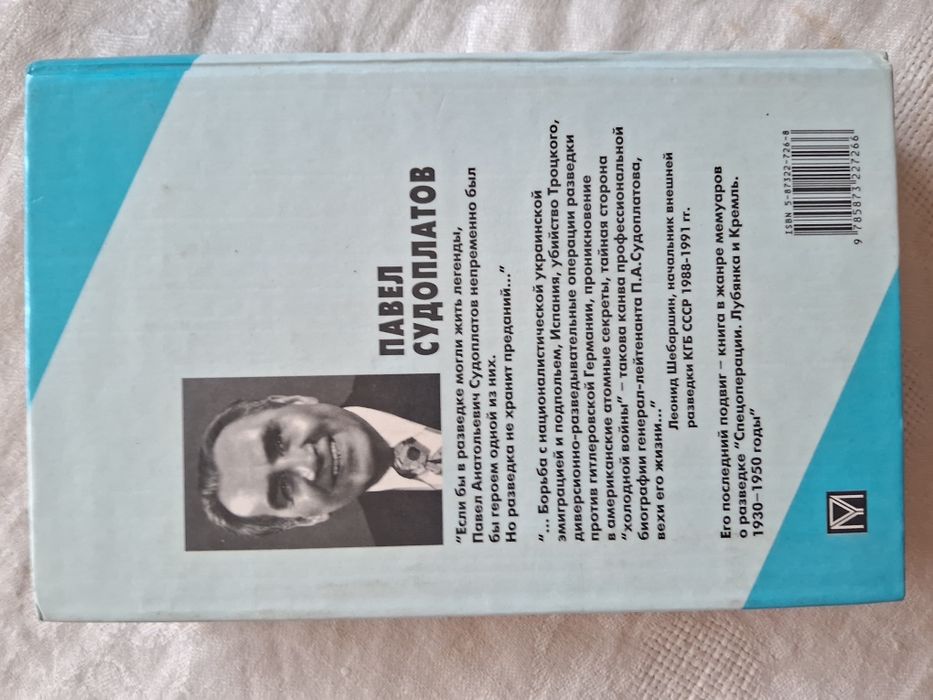 ПАВЕЛ
СУДОПЛАТОВ
"Если бы в разведке могли жить легенды,
Павел Анатольевич Судоплатов непременно был
бы героем одной из них.
Но разведка не хранит преданий..."
"... Борьба с националистической украинской
эмиграцией и подпольем, Испания, убийство Троцкого,
диверсионно-разведывательные операции разведки
против гитлеровской Германии, проникновение
в американские атомные секреты, тайная сторона
"холодной войны" – такова канва профессиональной
биографии генерал-лейтенанта П.А.Судоплатова,
вехи его жизни..."
Леонид Шебаршин, начальник внешней
разведки КГБ СССР 1988-1991 гг.
Его последний подвиг – книга в жанре мемуаров
о разведке "Спецоперации. Лубянка и Кремль.
1930–1950 годы"
ISBN 5-87322-726-8
9 785873 227266